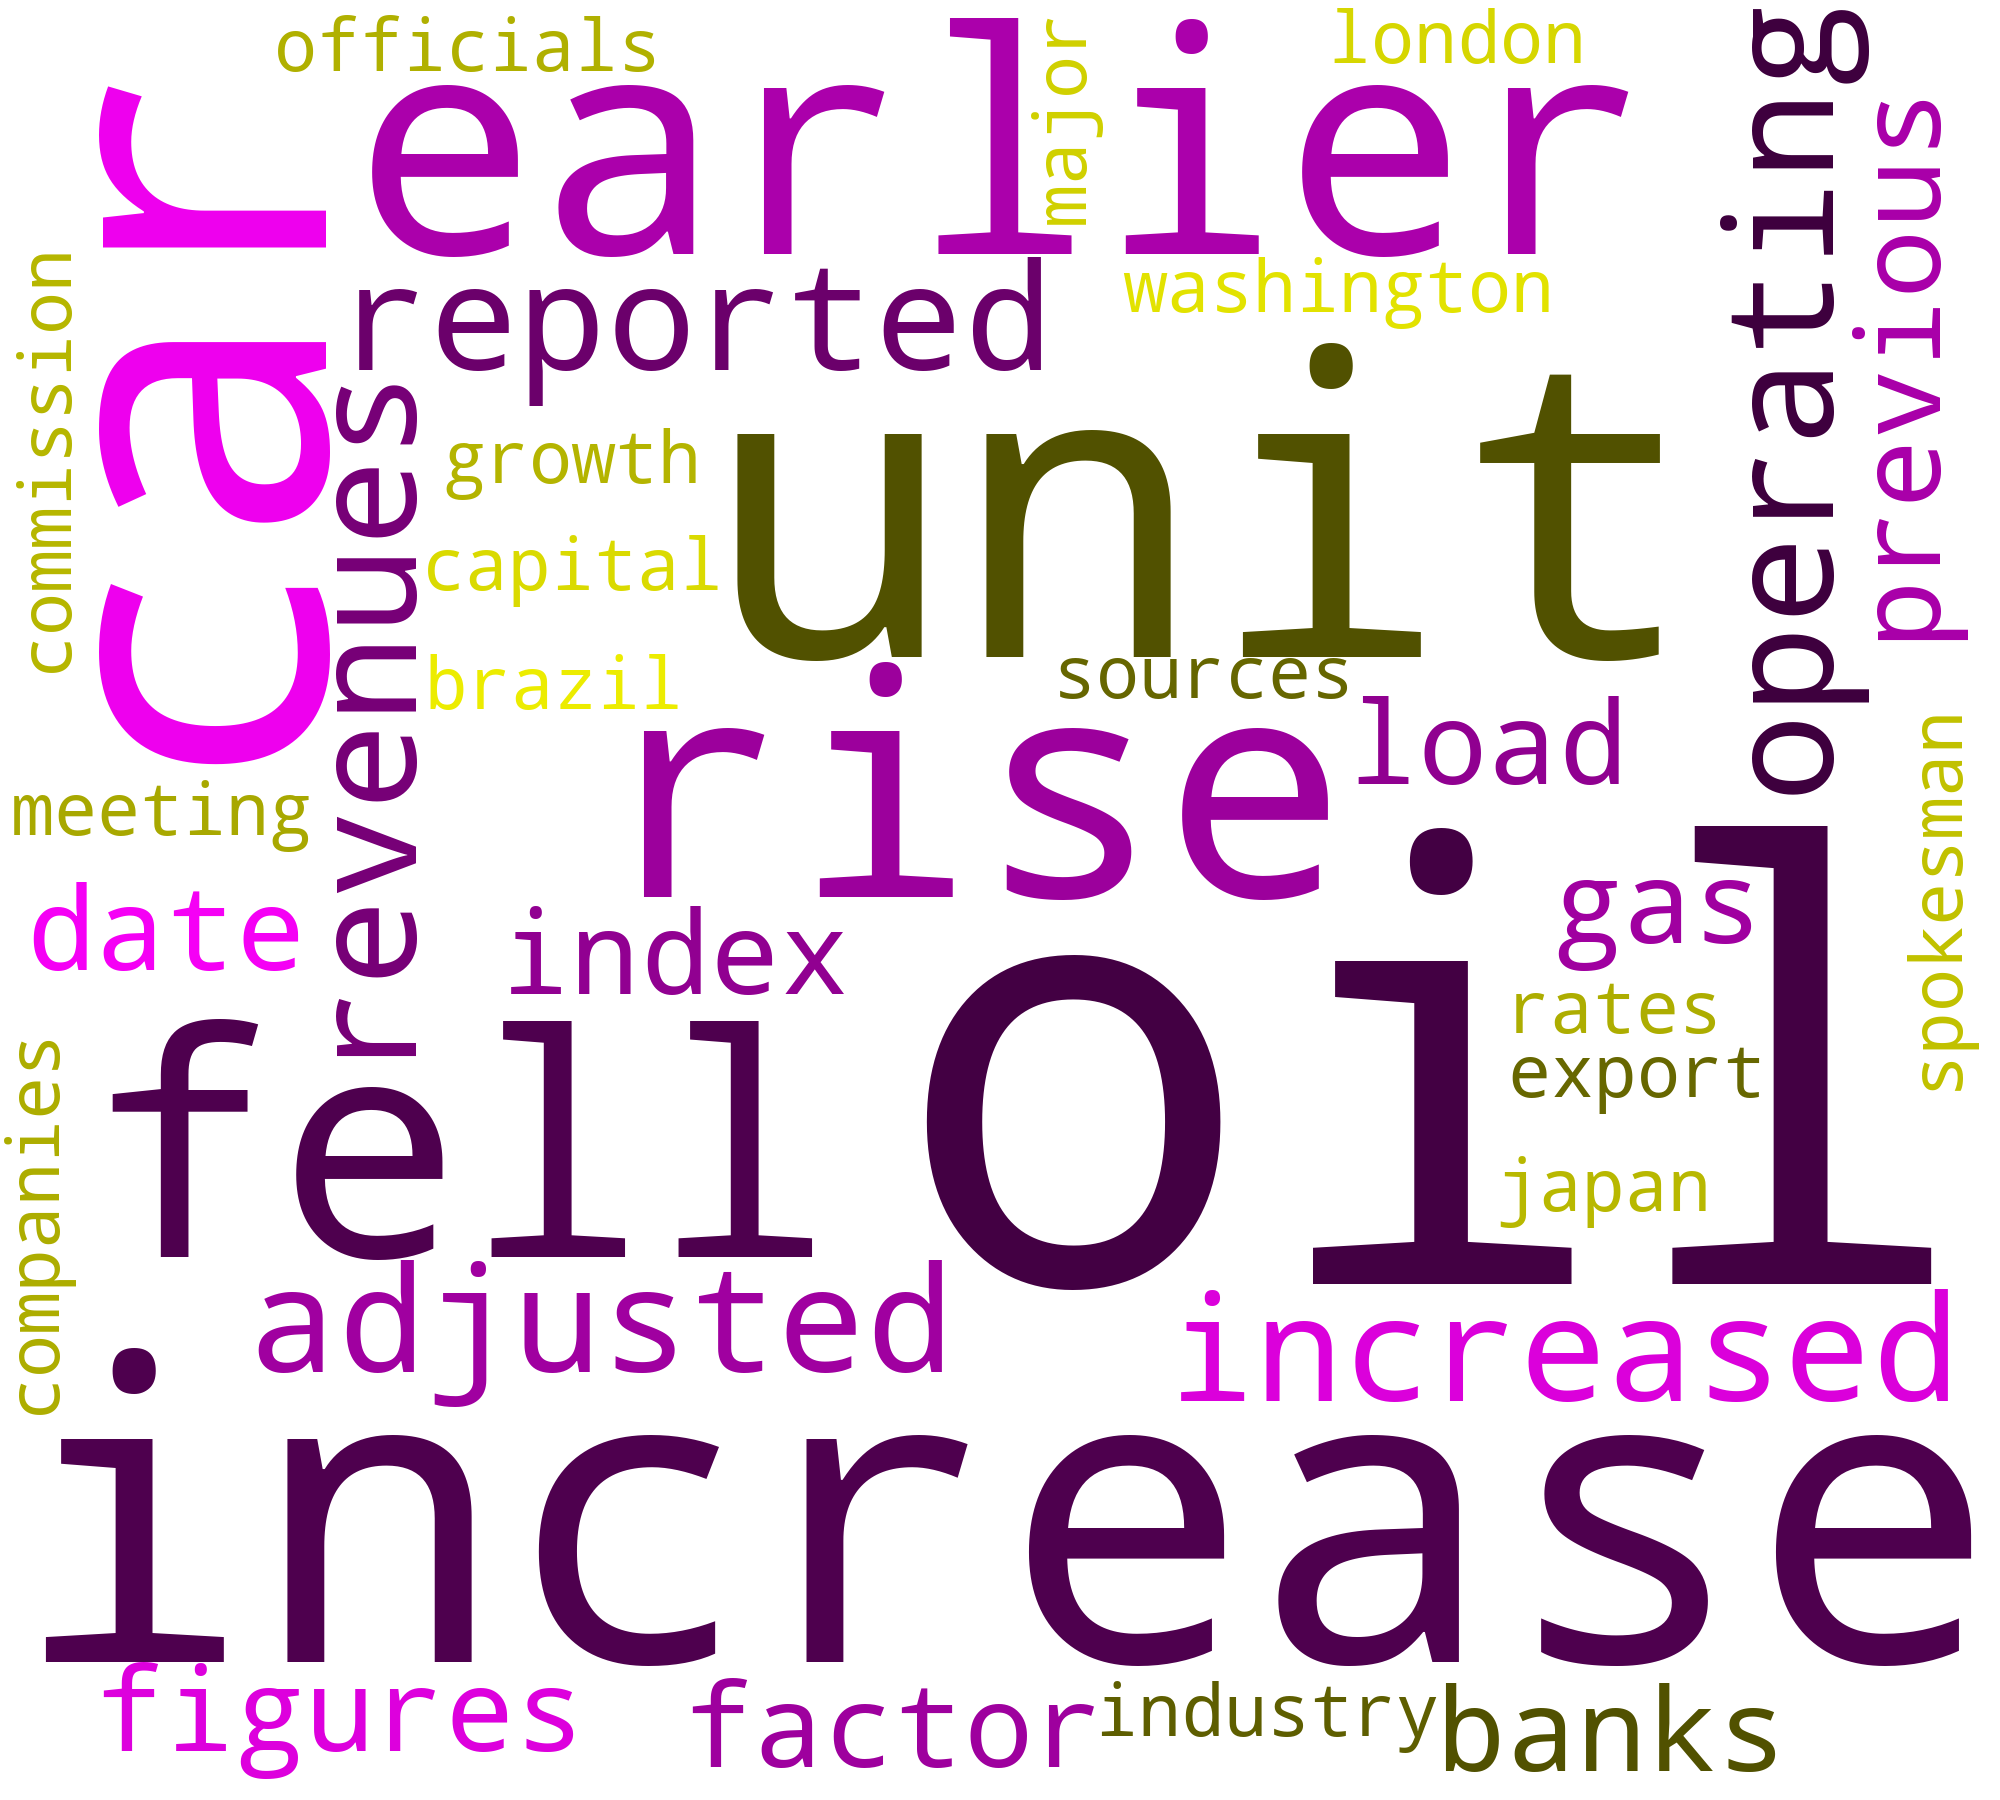 officials
london
major
earlier
car
operating
previous
commission
reported
washington
revenues
growth
unit
capital
brazil
sources
rise
load
spokesman
meeting
date
index
gas
oil
fell
rates
export
companies
japan
adjusted
increased
increase
figures
factor
industry
banks